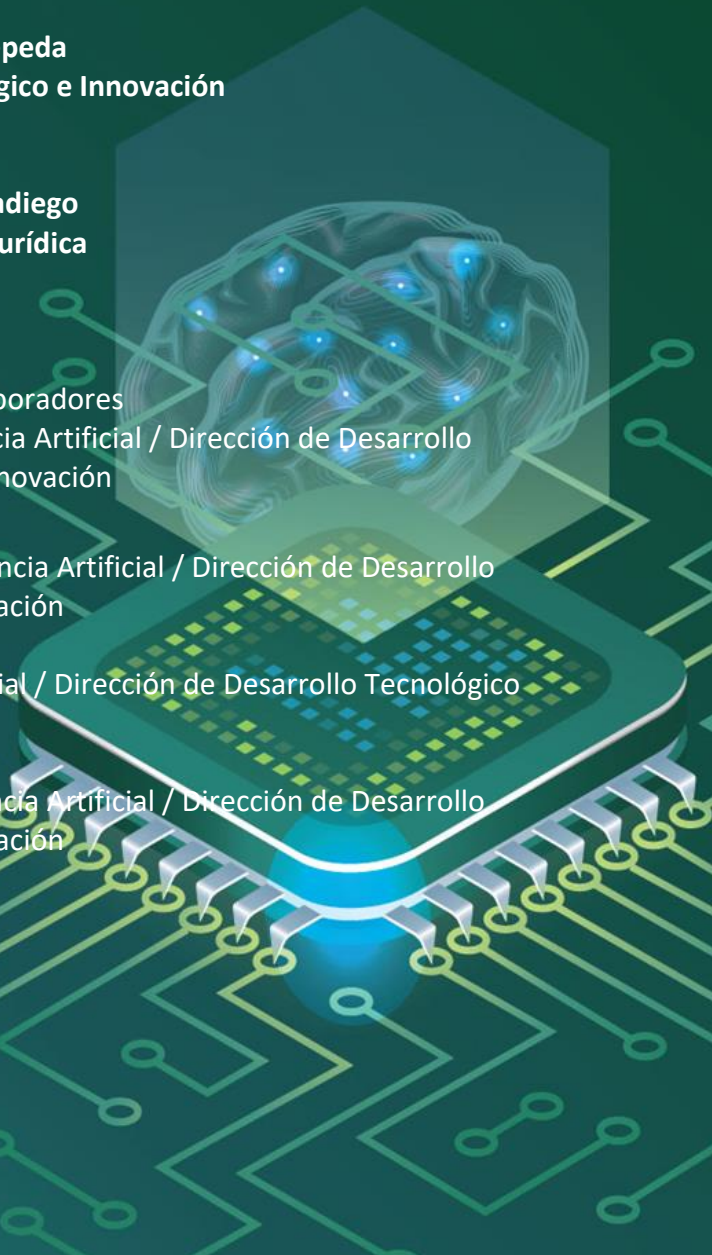 peda
gico e Innovación
ndiego
urídica
boradores
cia Artificial / Dirección de Desarrollo
novación
ncia Artificial / Dirección de Desarrollo
ación
ial / Dirección de Desarrollo Tecnológico
ncia Artificial / Dirección de Desarrollo
ación